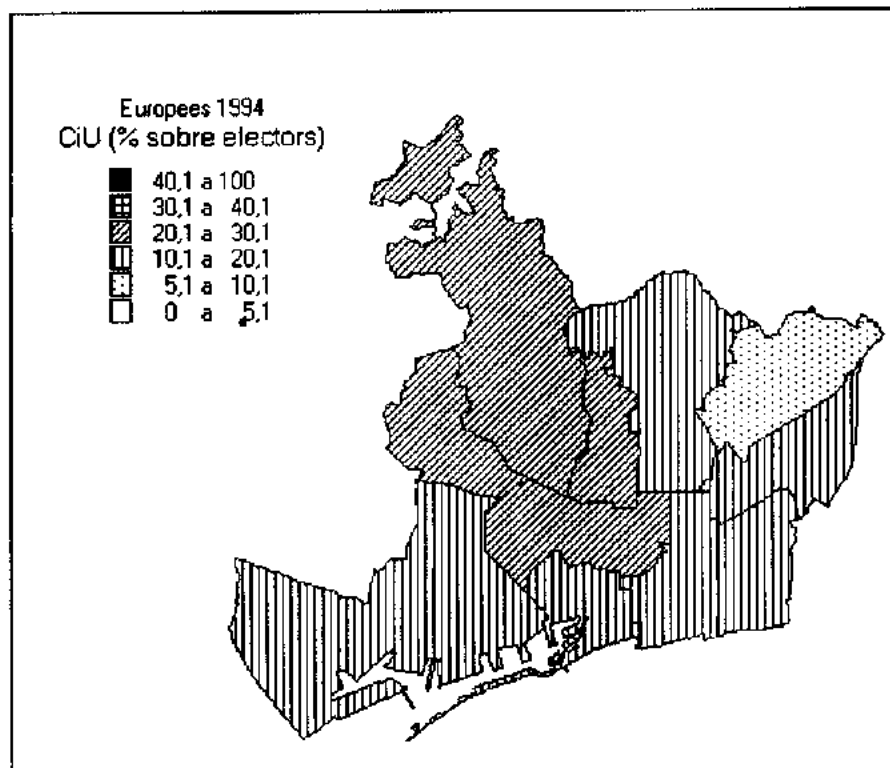 Europees 1994
CiU (% sobre electors)
40,1 a 100
30,1 a 40,1
20,1 a 30,1
10,1 a 20,1
5,1 a 10,1
0 a 5,1